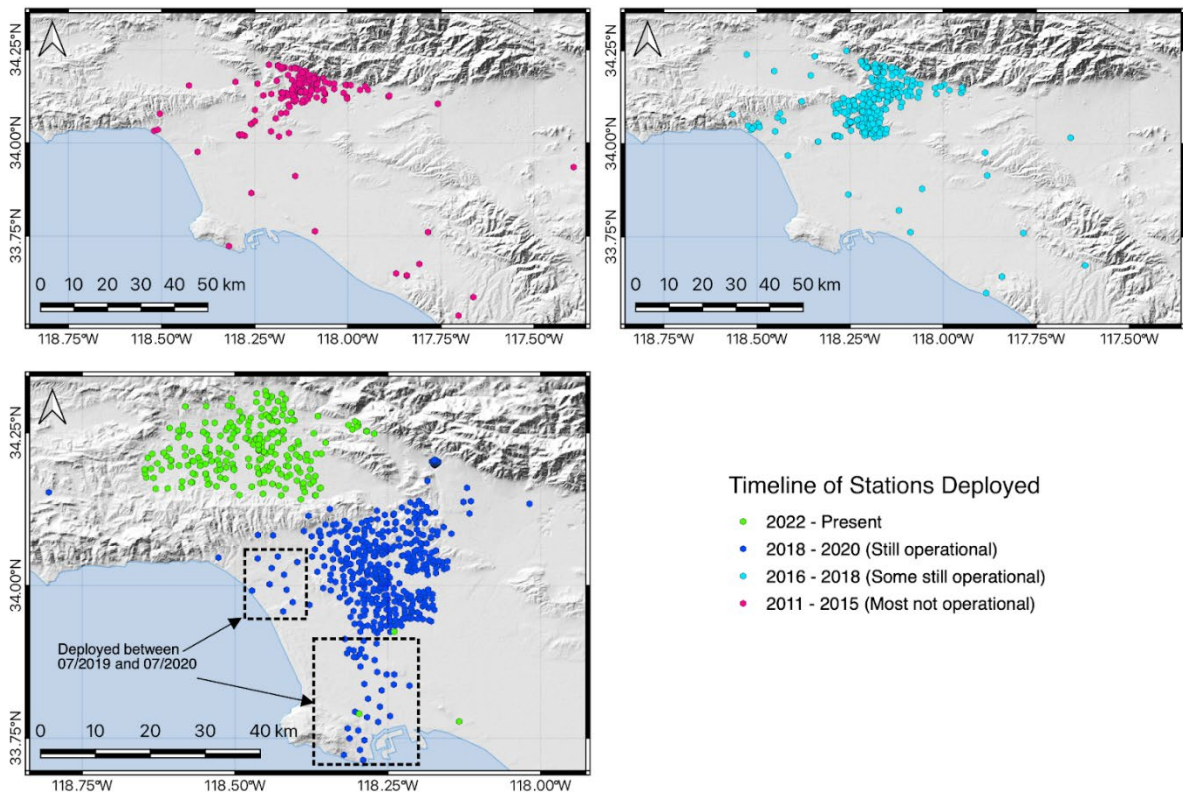 34.25°N
34.00°N
33.75°N
0 10 20 30 40 50 km
118.75°W 118.50°W 118.25°W 118.00°W 117.75°W 117.50°W
34.25°N
34.00°N
33.75°N
0 10 20 30 40 50 km
118.75°W 118.50°W 118.25°W 118.00°W 117.75°W 117.50°W
34.25°N
34.00°N
33.75°N
Deployed between
07/2019 and 07/2020
0 10 20 30 40 km
118.75°W 118.50°W 118.25°W 118.00°W
Timeline of Stations Deployed
2022 - Present
2018 - 2020 (Still operational)
2016 - 2018 (Some still operational)
2011 - 2015 (Most not operational)